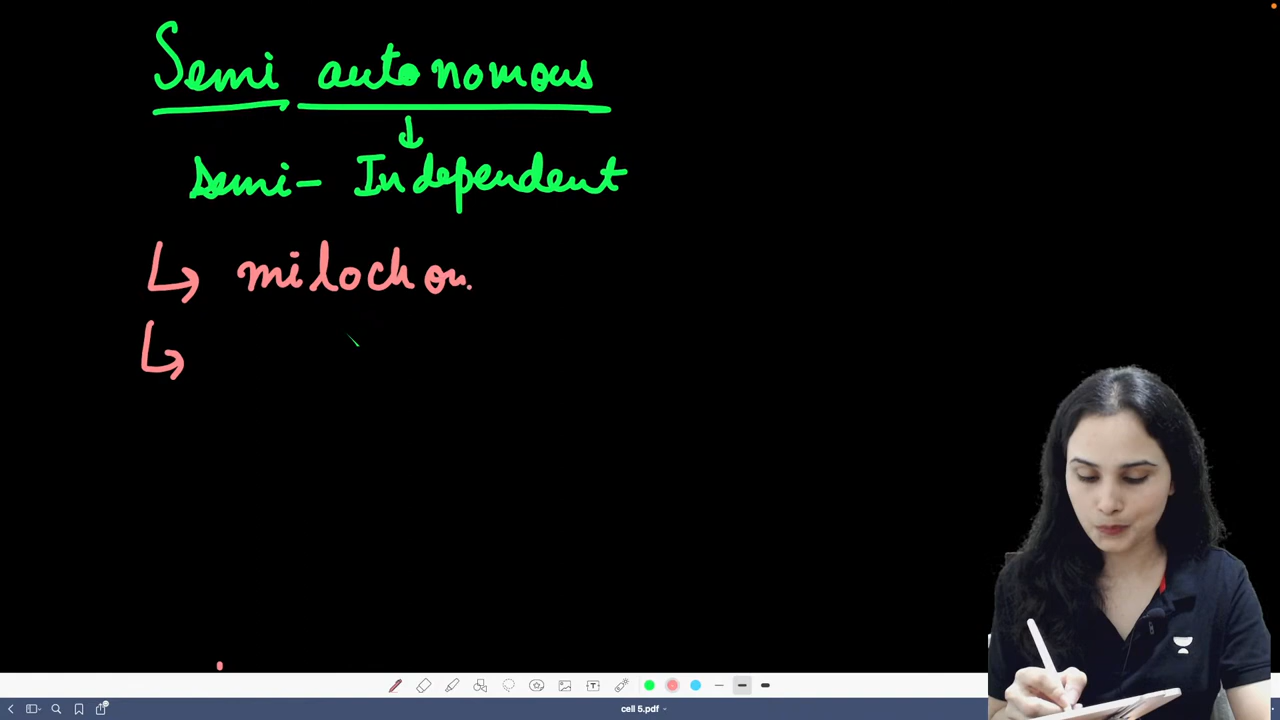 Semi autonomous
↓
Semi- Independent
↳ mitochon.
↳
cell 5.pdf